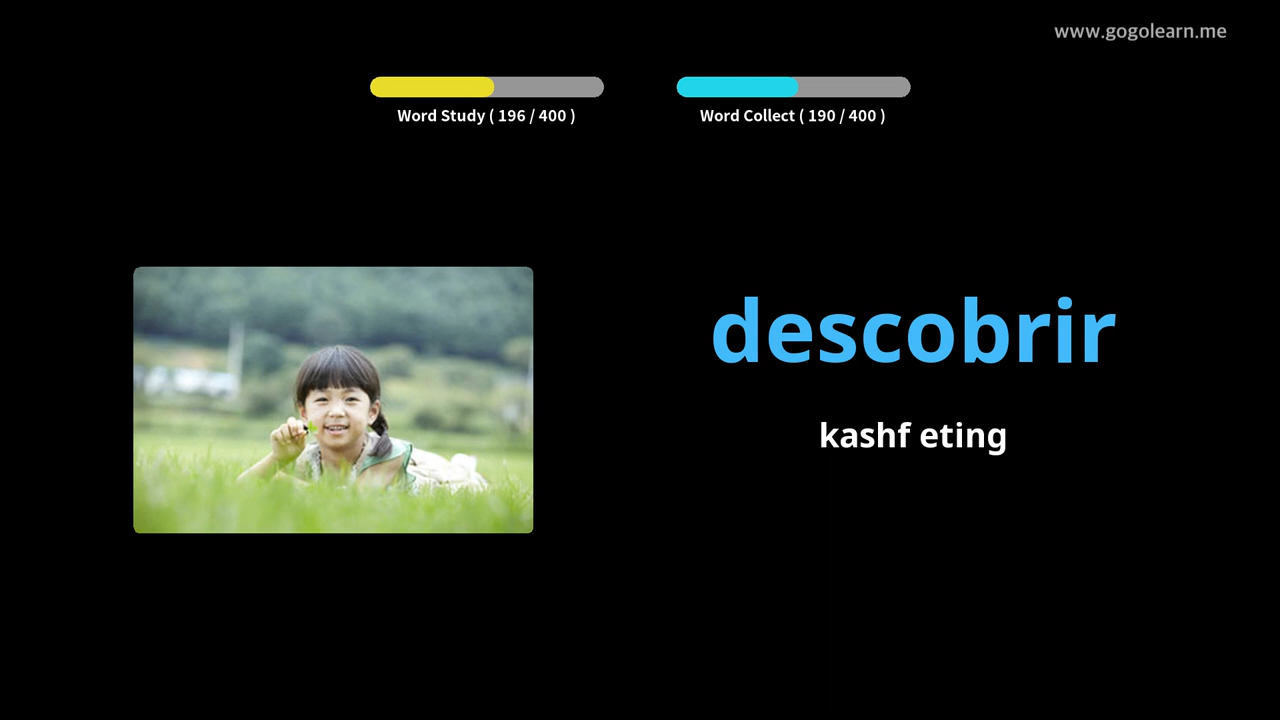 www.gogolearn.me
Word Study ( 196 / 400 )
Word Collect ( 190 / 400 )
descobrir
kashf eting